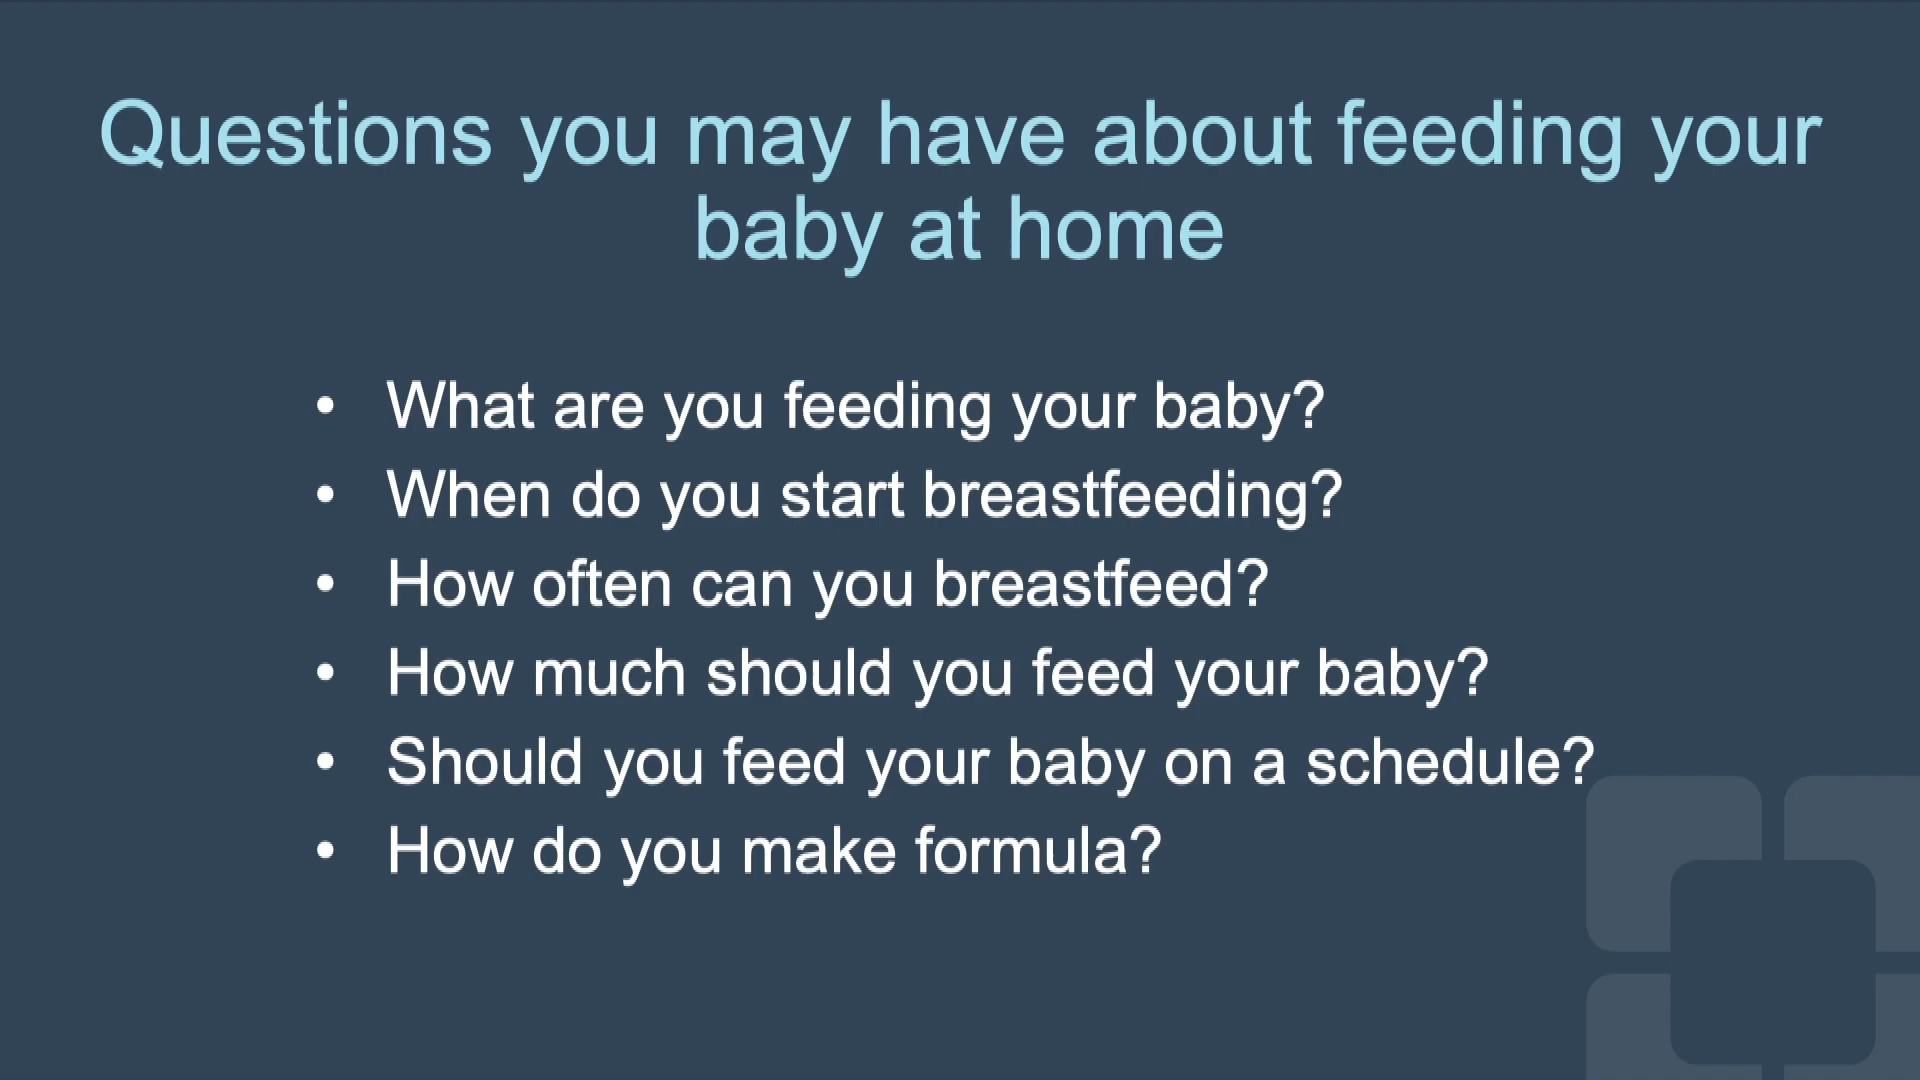 Questions you may have about feeding your
baby at home
• What are you feeding your baby?
• When do you start breastfeeding?
• How often can you breastfeed?
• How much should you feed your baby?
• Should you feed your baby on a schedule?
• How do you make formula?